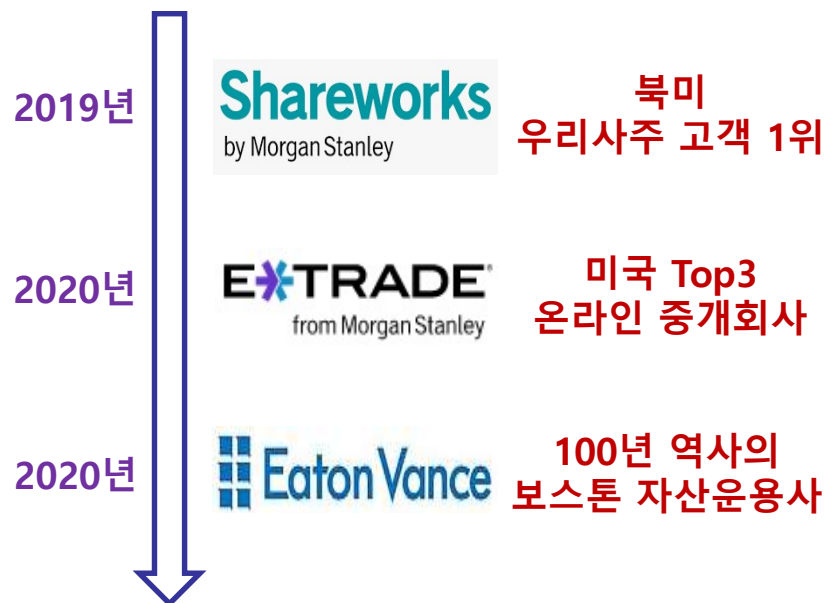 2019년
Shareworks
by Morgan Stanley
북미
우리사주 고객 1위
2020년
E*TRADE
from Morgan Stanley
미국 Top3
온라인 중개회사
2020년
Eaton Vance
100년 역사의
보스톤 자산운용사